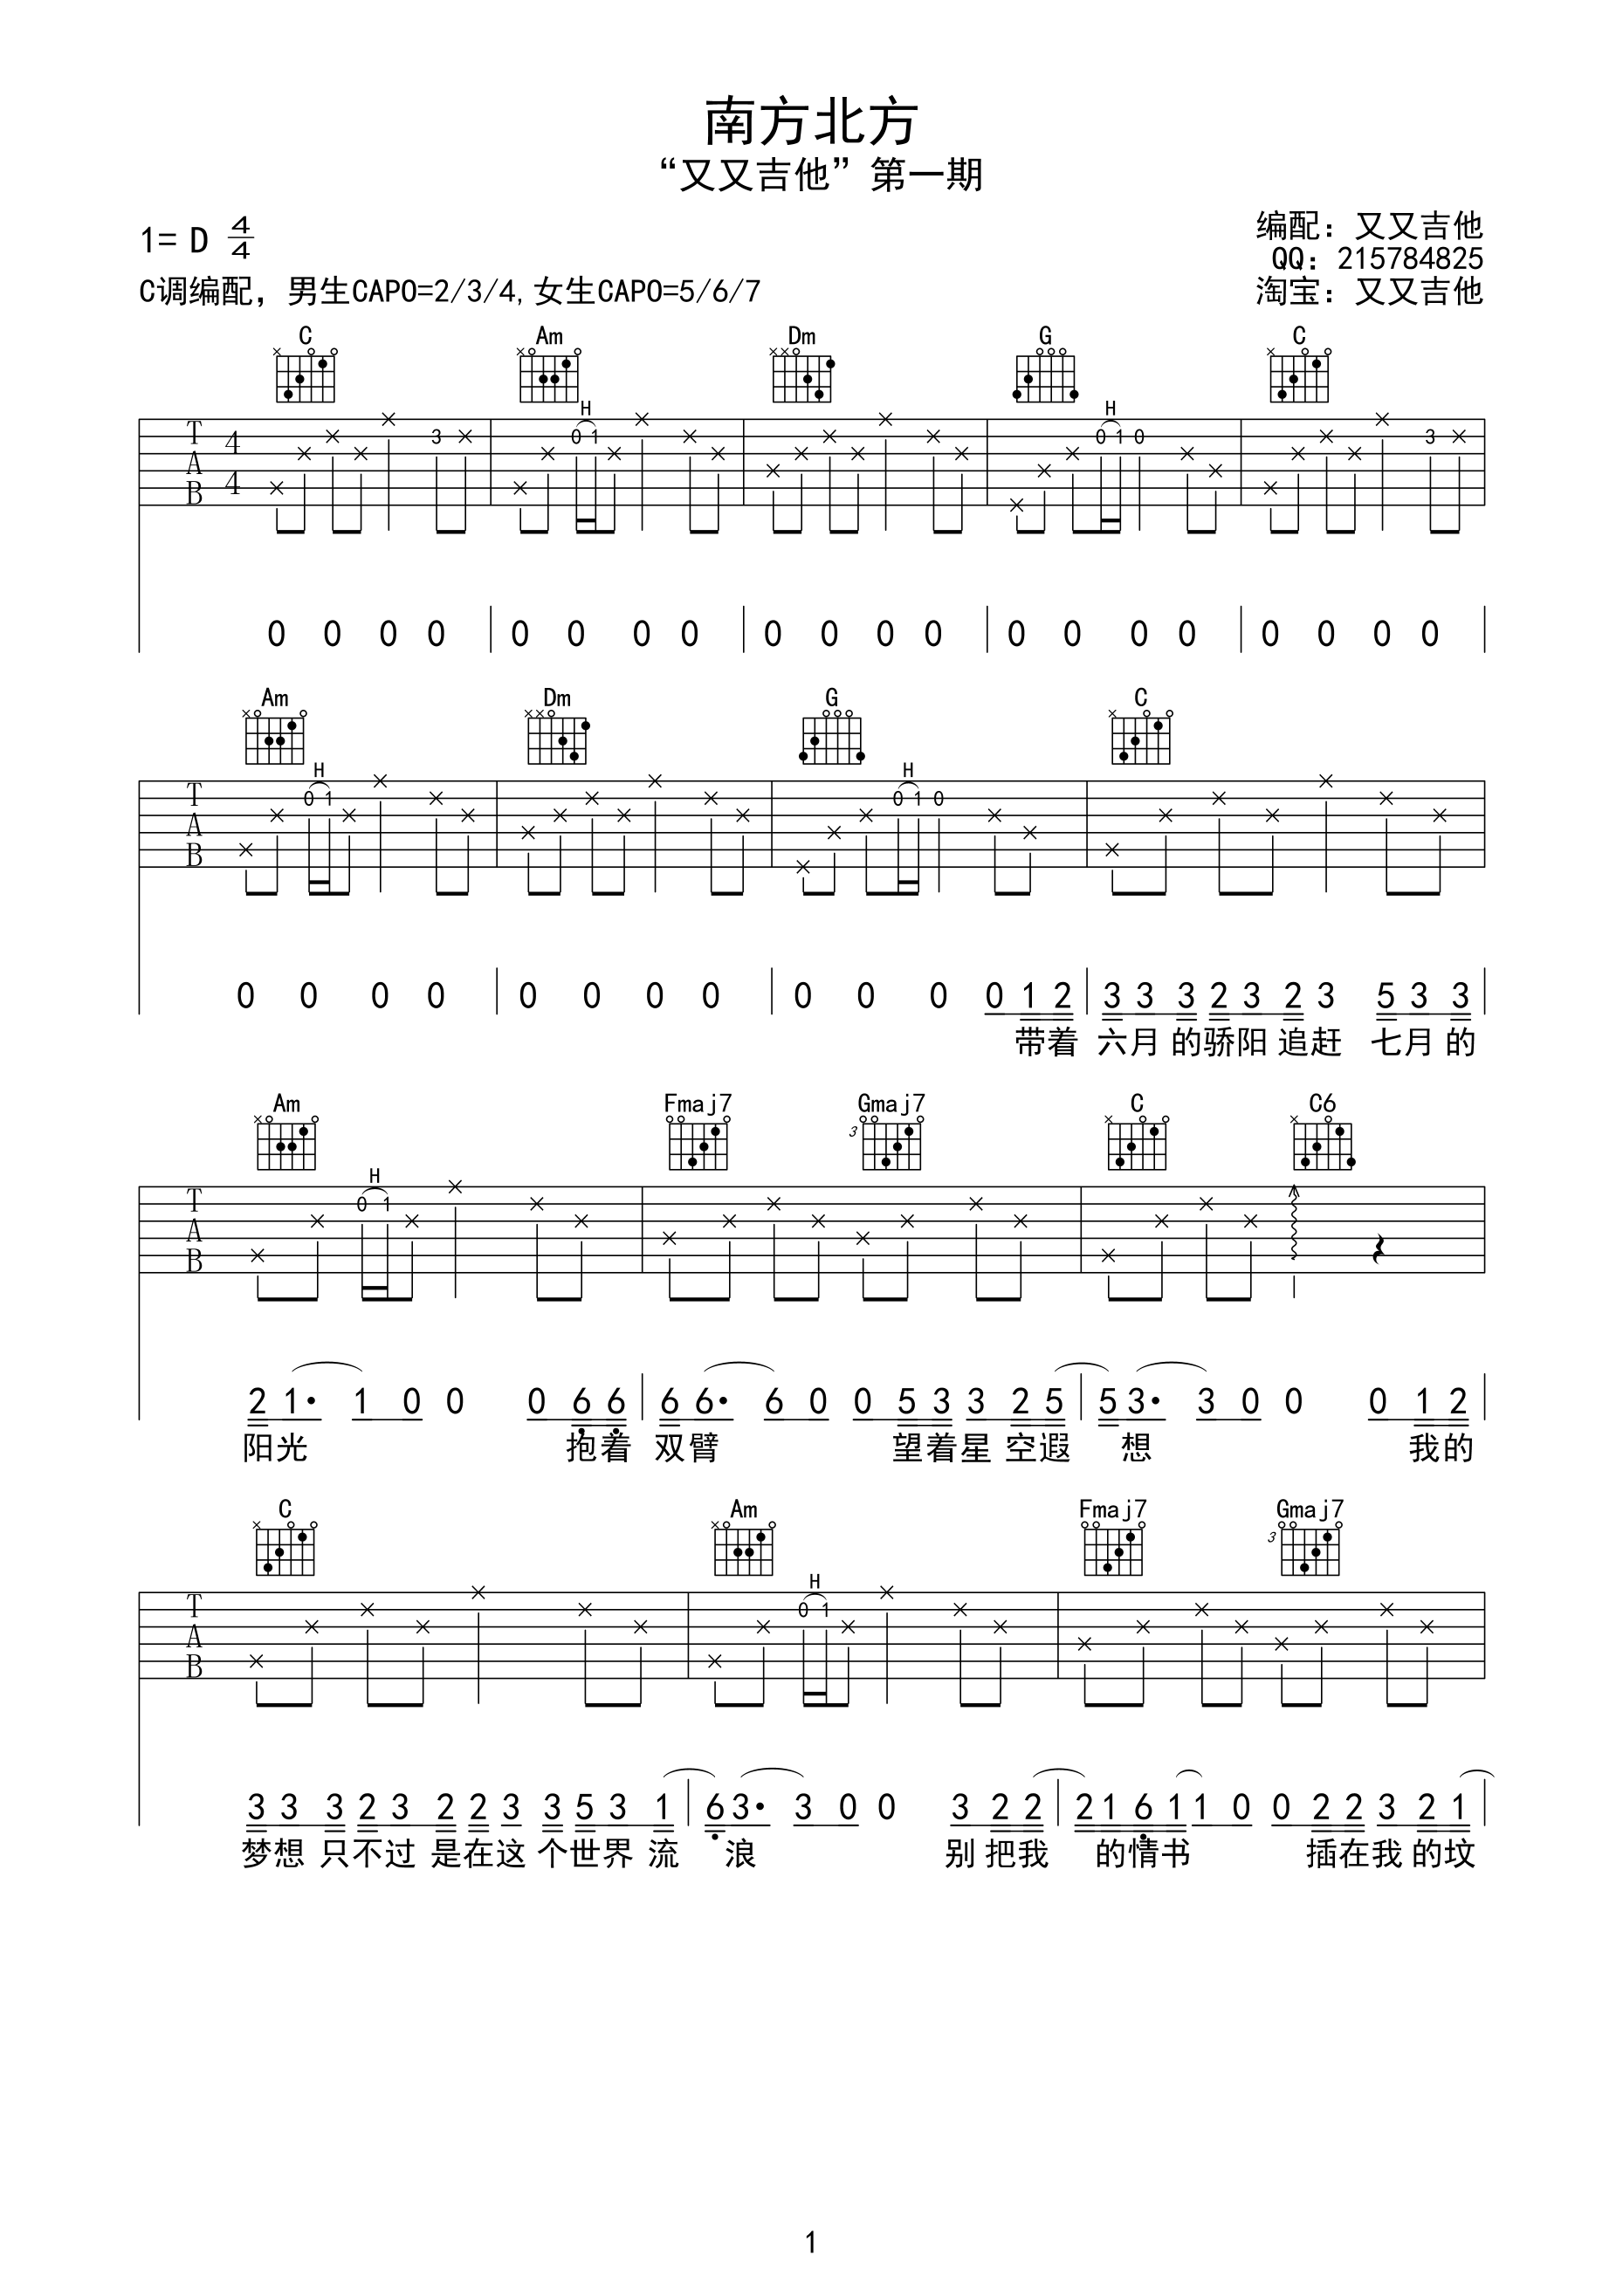 南方北方
“又又吉他”第一期
1= D 4/4
编配：又又吉他
QQ：215784825
C调编配，男生CAPO=2/3/4,女生CAPO=5/6/7
淘宝：又又吉他
C Am Dm G C
H H
T A B 4/4 3 0 1 0 1 0 3
0 0 0 0 0 0 0 0 0 0 0 0 0 0 0 0 0 0 0 0
Am Dm G C
H H
T A B 0 1 0 1 0
0 0 0 0 0 0 0 0 0 0 0 0 1 2 3 3 3 2 3 2 3 5 3 3
带着 六月 的骄阳 追赶 七月 的
Am Fmaj7 Gmaj7 C C6
3
H
T A B 0 1
2 1· 1 0 0 0 6 6 6 6· 6 0 0 5 3 3 2 5 5 3· 3 0 0 0 1 2
阳光 抱着 双臂 望着星 空遐 想 我的
C Am Fmaj7 Gmaj7
3
H
T A B 0 1
3 3 3 2 3 2 2 3 3 5 3 1 6 3· 3 0 0 3 2 2 2 1 6 1 1 0 0 2 2 3 2 1
梦想 只不过 是在这 个世界 流 浪 别 把我 的情书 插在我 的坟
1